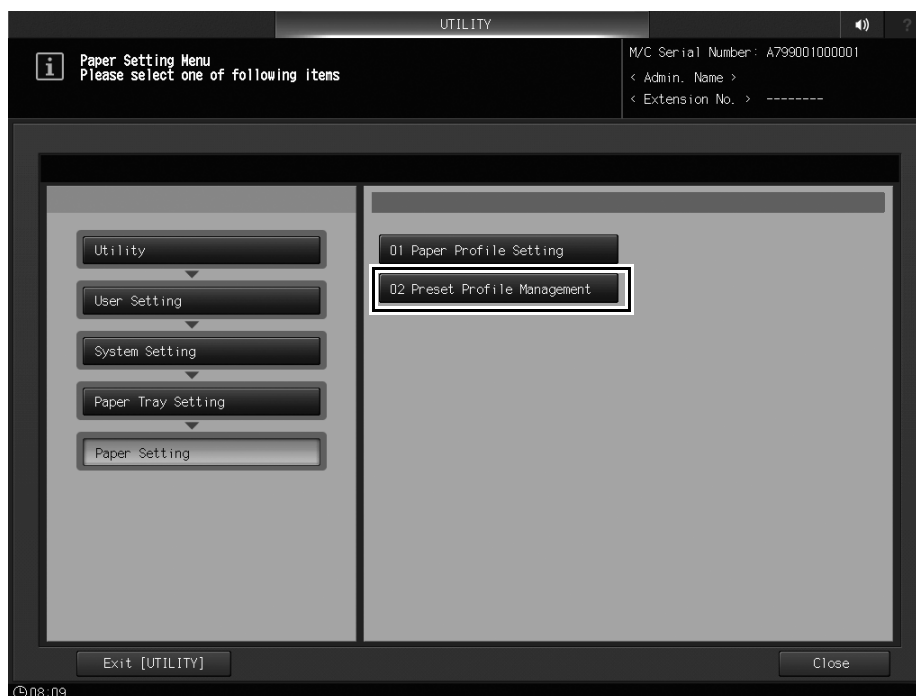 UTILITY
?
i
Paper Setting Menu
Please select one of following items
M/C Serial Number: A799001000001
< Admin. Name >
< Extension No. > --------
Utility
User Setting
System Setting
Paper Tray Setting
Paper Setting
01 Paper Profile Setting
02 Preset Profile Management
Exit [UTILITY]
Close
08:09